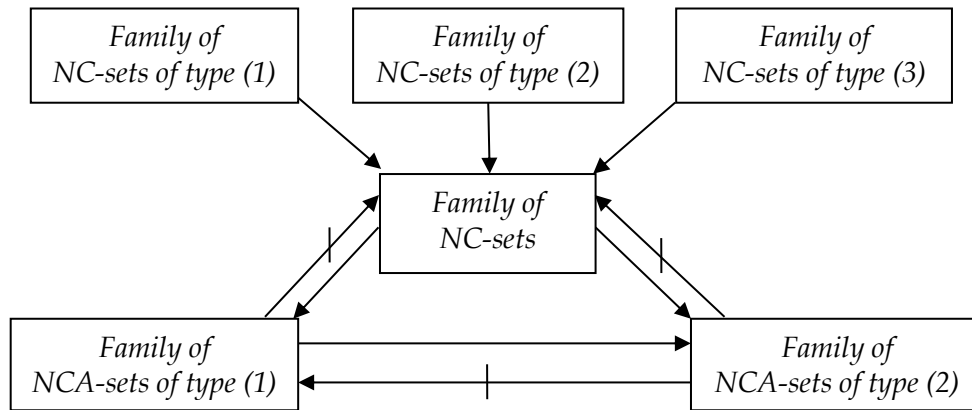 Family of
NC-sets of type (1)
Family of
NC-sets of type (2)
Family of
NC-sets of type (3)
Family of
NC-sets
Family of
NCA-sets of type (1)
Family of
NCA-sets of type (2)